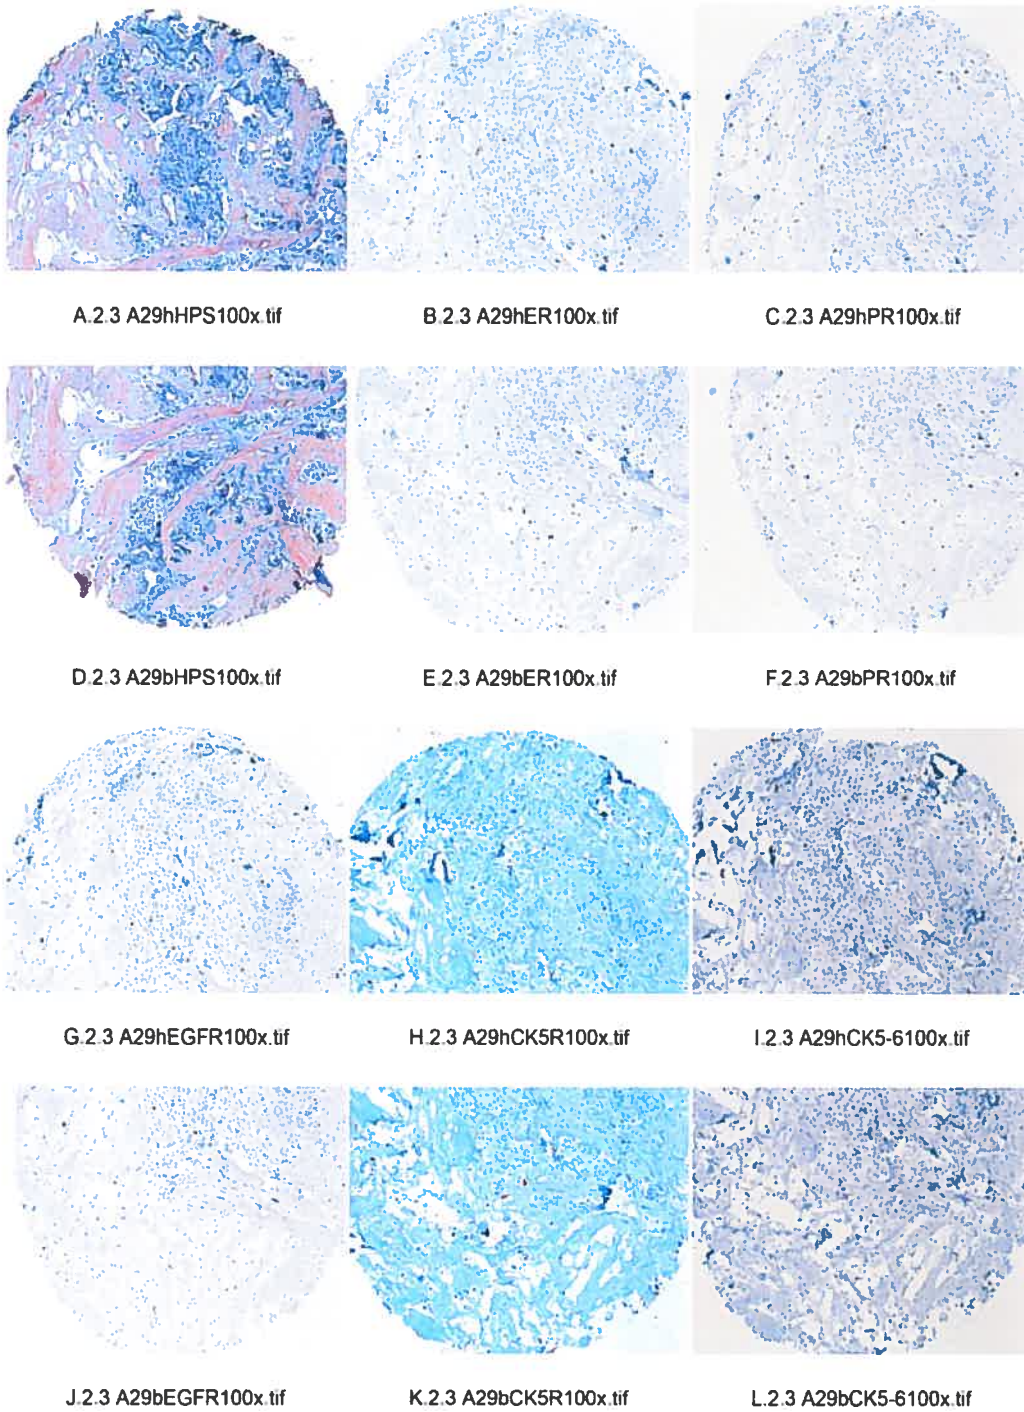 A.2.3 A29hHPS100x.tif
B.2.3 A29hER100x.tif
C.2.3 A29hPR100x.tif
D.2.3 A29bHPS100x.tif
E.2.3 A29bER100x.tif
F.2.3 A29bPR100x.tif
G.2.3 A29hEGFR100x.tif
H.2.3 A29hCK5R100x.tif
I.2.3 A29hCK5-6100x.tif
J.2.3 A29bEGFR100x.tif
K.2.3 A29bCK5R100x.tif
L.2.3 A29bCK5-6100x.tif